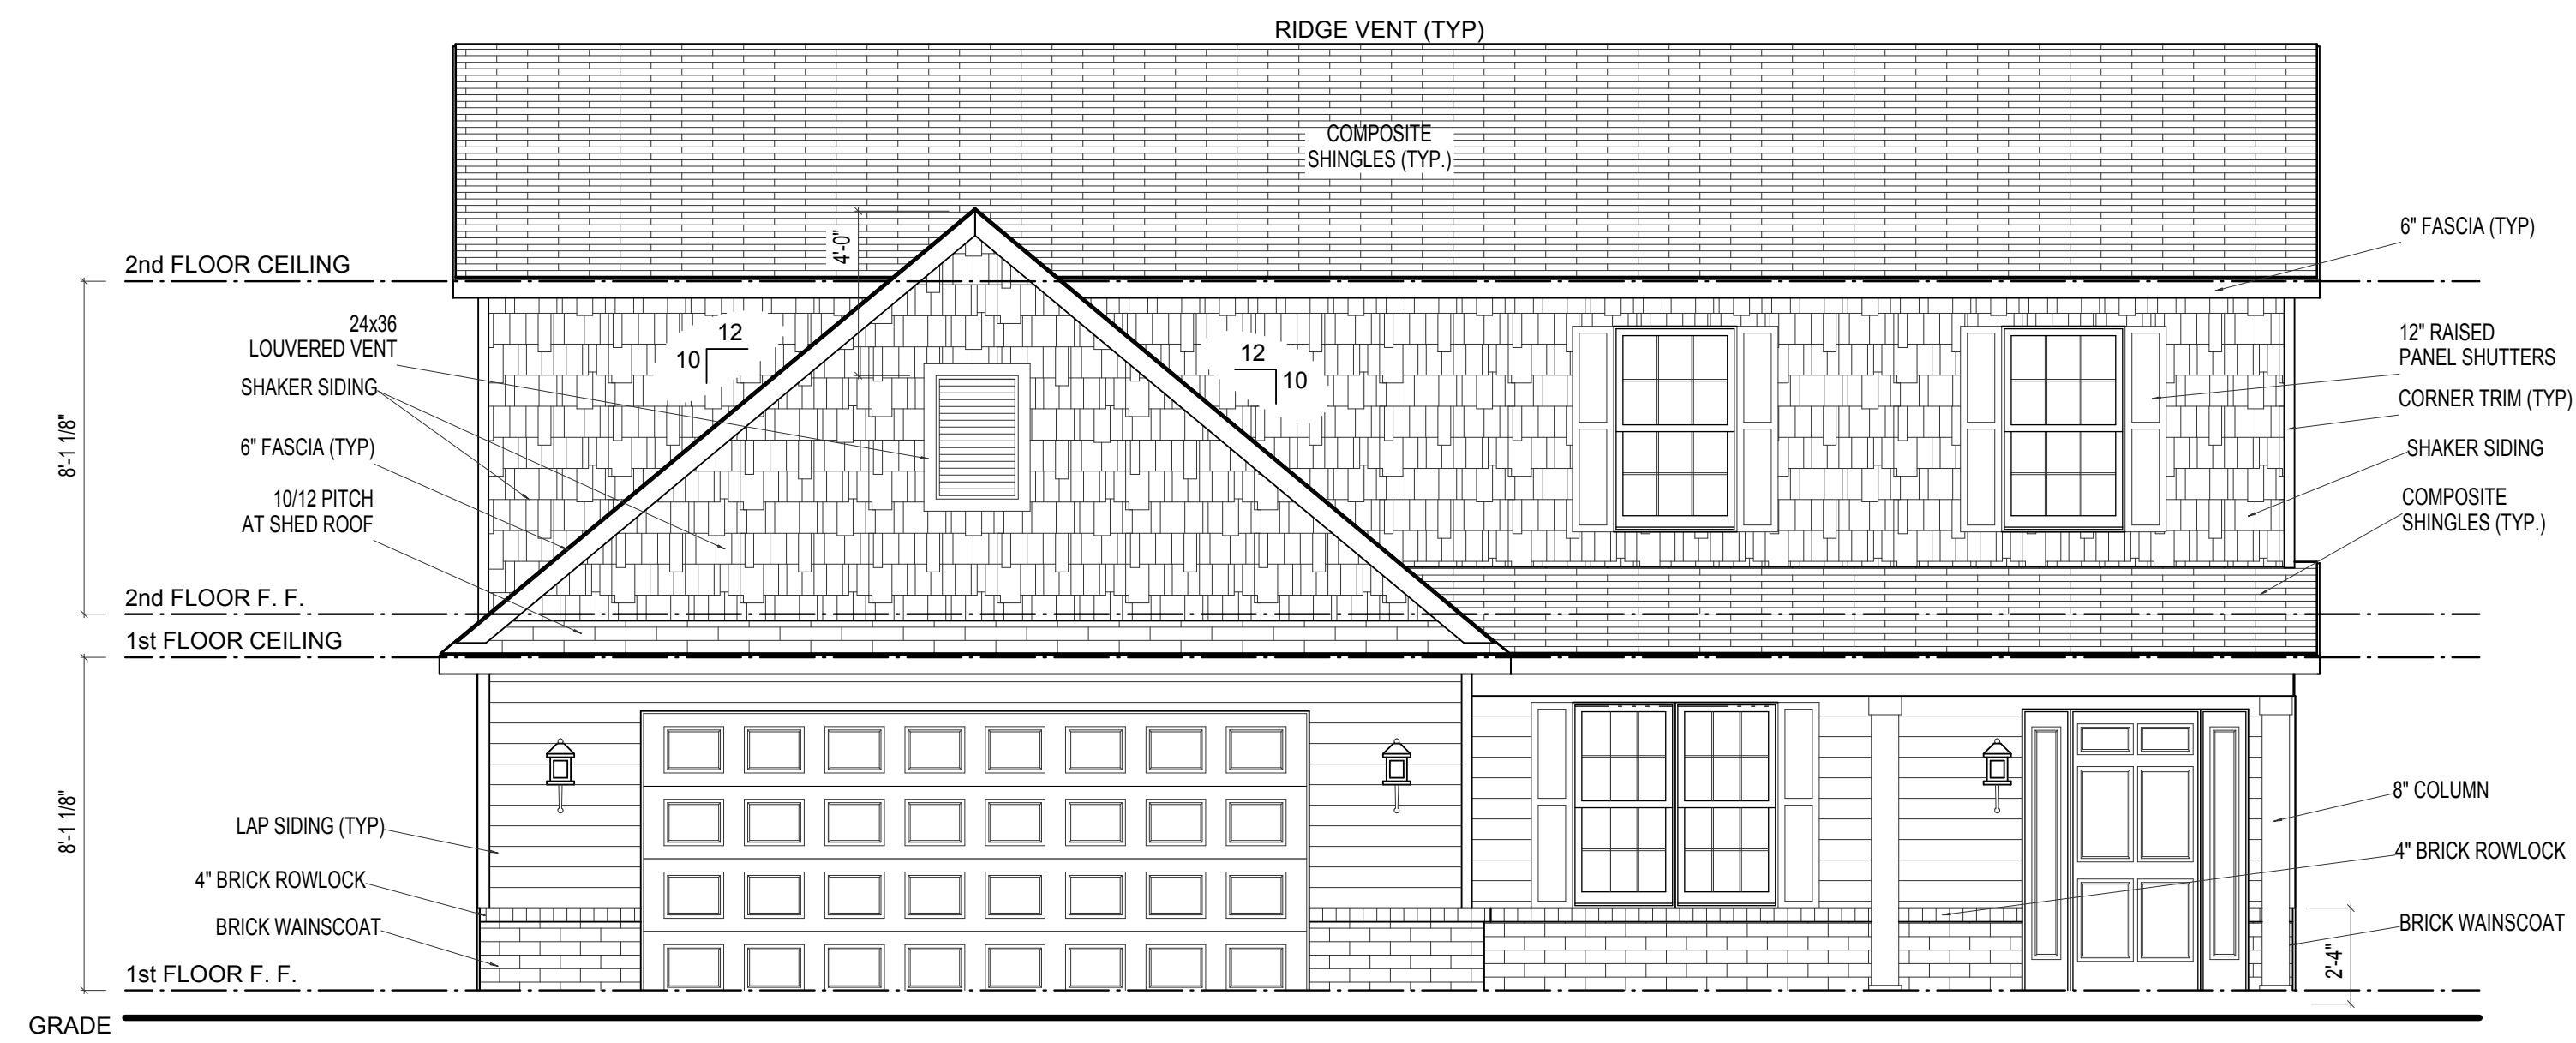 RIDGE VENT (TYP)
COMPOSITE
SHINGLES (TYP.)
4'-0"
6" FASCIA (TYP)
2nd FLOOR CEILING
24x36
LOUVERED VENT
SHAKER SIDING
6" FASCIA (TYP)
10/12 PITCH
AT SHED ROOF
12
10
12
10
12" RAISED
PANEL SHUTTERS
CORNER TRIM (TYP)
SHAKER SIDING
COMPOSITE
SHINGLES (TYP.)
8'-1 1/8"
2nd FLOOR F. F.
1st FLOOR CEILING
8'-1 1/8"
LAP SIDING (TYP)
4" BRICK ROWLOCK
BRICK WAINSCOAT
8" COLUMN
4" BRICK ROWLOCK
BRICK WAINSCOAT
2'-4"
1st FLOOR F. F.
GRADE